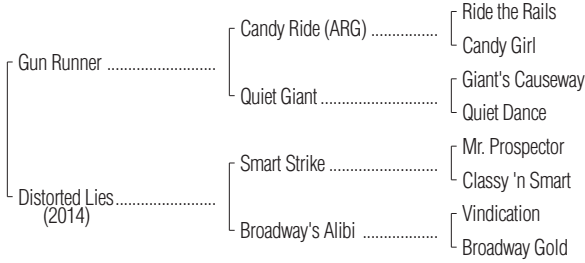 Ride the Rails
Candy Ride (ARG) ..................
Candy Girl
Gun Runner ..........................
Giant's Causeway
Quiet Giant ............................
Quiet Dance
Mr. Prospector
Smart Strike ..........................
Classy 'n Smart
Distorted Lies ........................
(2014)
Vindication
Broadway's Alibi ..................
Broadway Gold